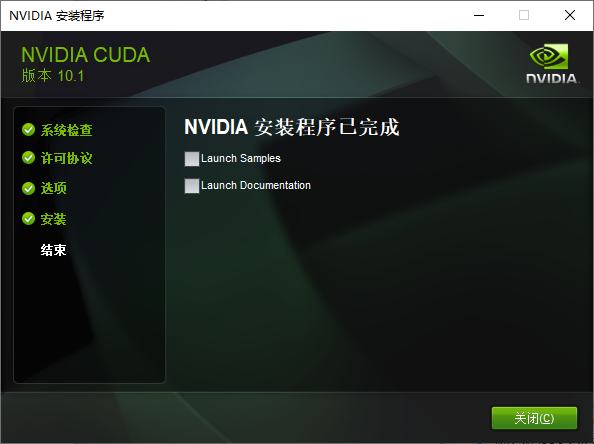 NVIDIA 安装程序
NVIDIA CUDA
版本 10.1
NVIDIA.
系统检查
许可协议
选项
安装
结束
NVIDIA 安装程序已完成
Launch Samples
Launch Documentation
关闭(C)